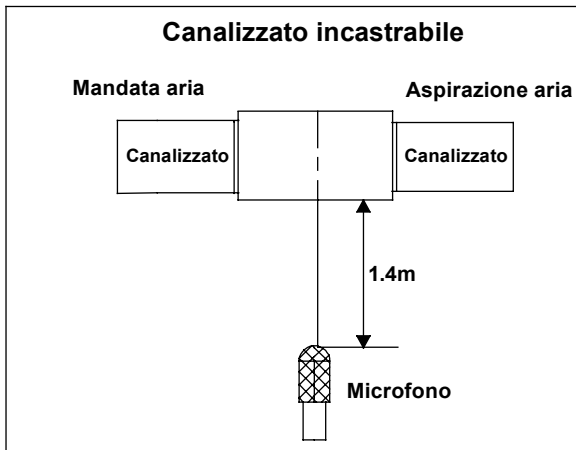 Canalizzato incastrabile
Mandata aria
Aspirazione aria
Canalizzato
Canalizzato
1.4m
Microfono